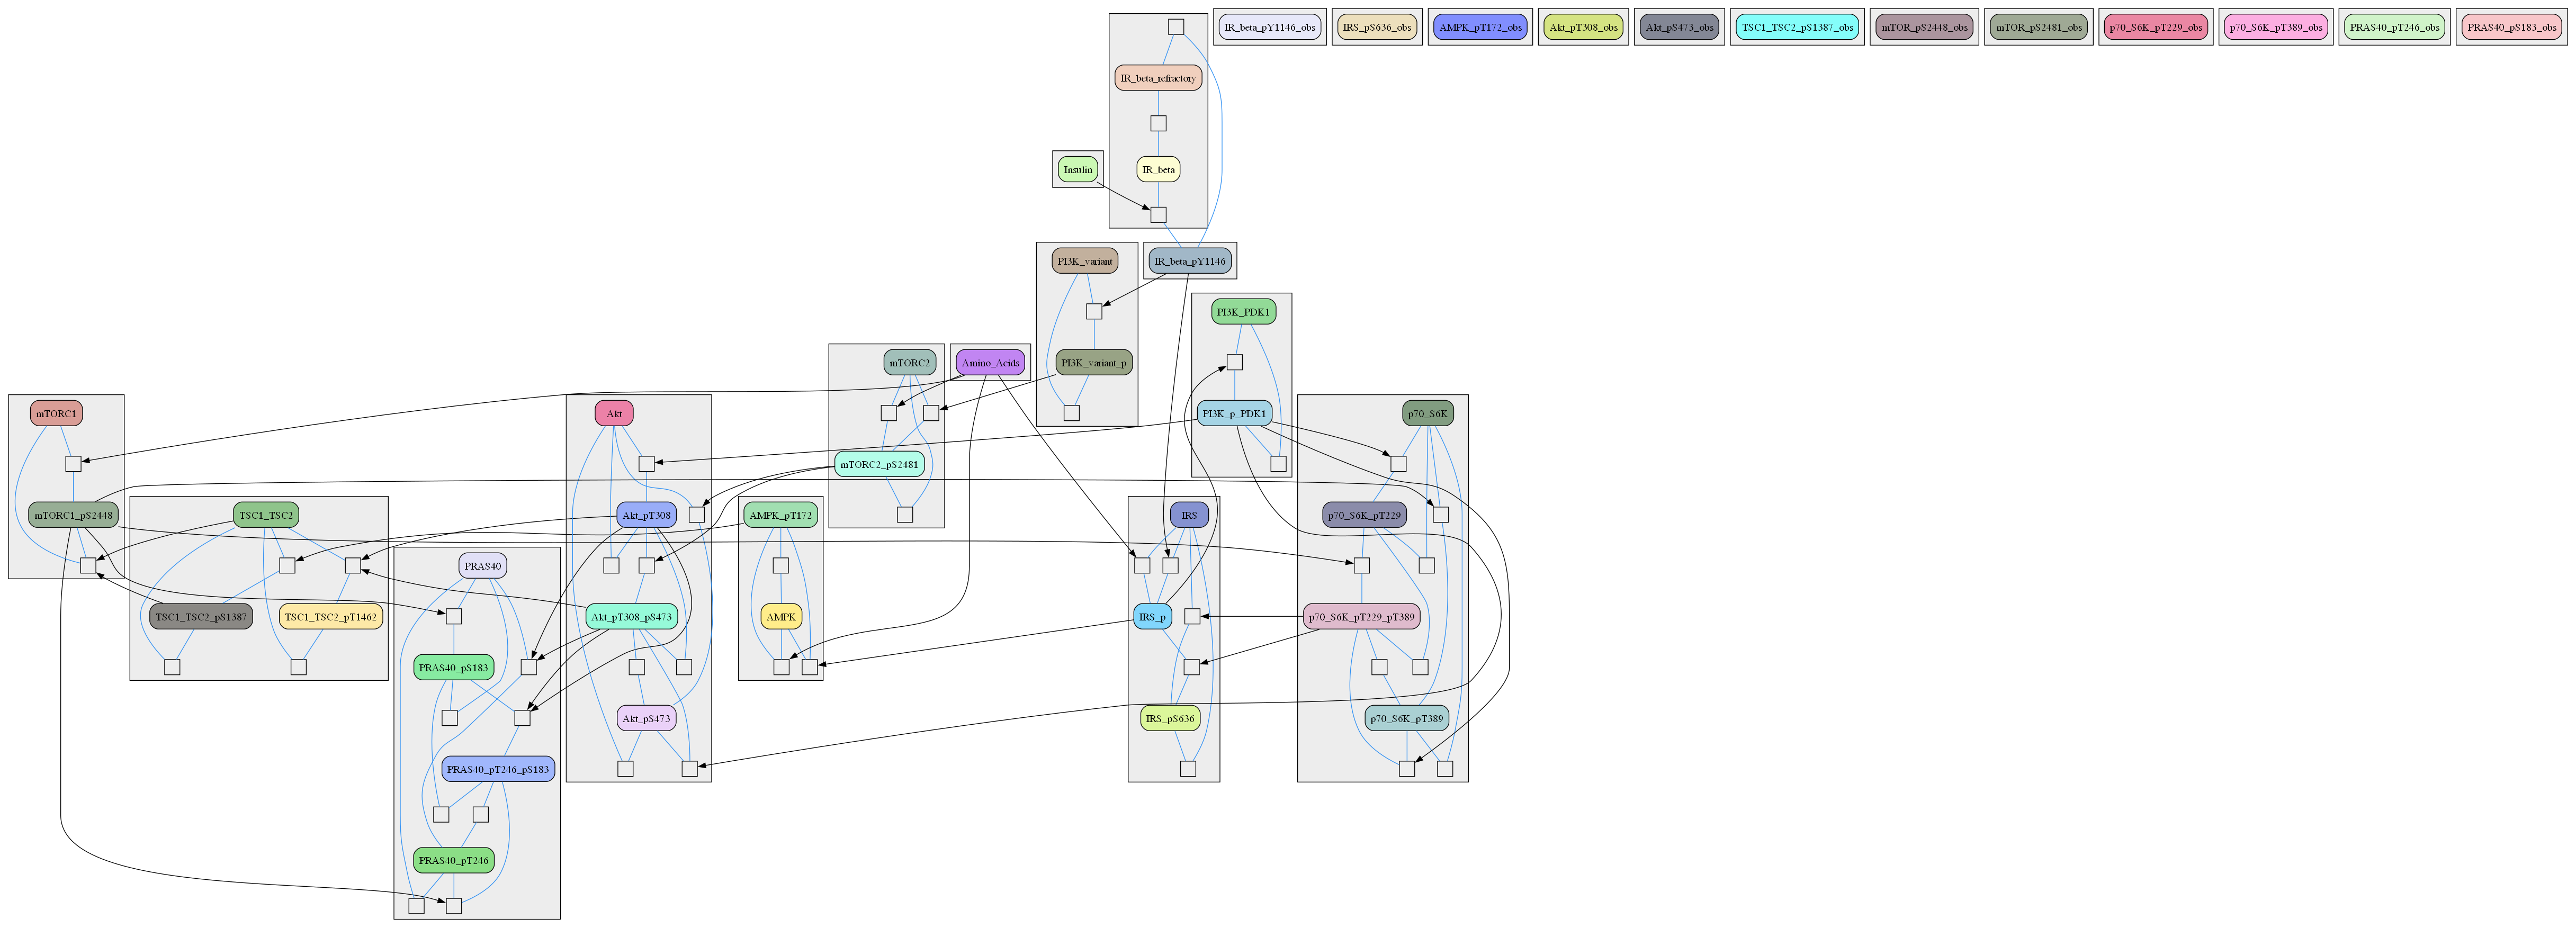 IR_beta_pY1146_obs
IRS_pS636_obs
AMPK_pT172_obs
Akt_pT308_obs
Akt_pS473_obs
TSC1_TSC2_pS1387_obs
mTOR_pS2448_obs
mTOR_pS2481_obs
p70_S6K_pT229_obs
p70_S6K_pT389_obs
PRAS40_pT246_obs
PRAS40_pS183_obs
IR_beta_refractory
Insulin
IR_beta
PI3K_variant
IR_beta_pY1146
PI3K_PDK1
mTORC2
Amino_Acids
PI3K_variant_p
mTORC1
Akt
PI3K_p_PDK1
p70_S6K
mTORC2_pS2481
mTORC1_pS2448
TSC1_TSC2
Akt_pT308
AMPK_pT172
IRS
p70_S6K_pT229
PRAS40
TSC1_TSC2_pS1387
TSC1_TSC2_pT1462
Akt_pT308_pS473
AMPK
IRS_p
p70_S6K_pT229_pT389
PRAS40_pS183
Akt_pS473
IRS_pS636
p70_S6K_pT389
PRAS40_pT246_pS183
PRAS40_pT246